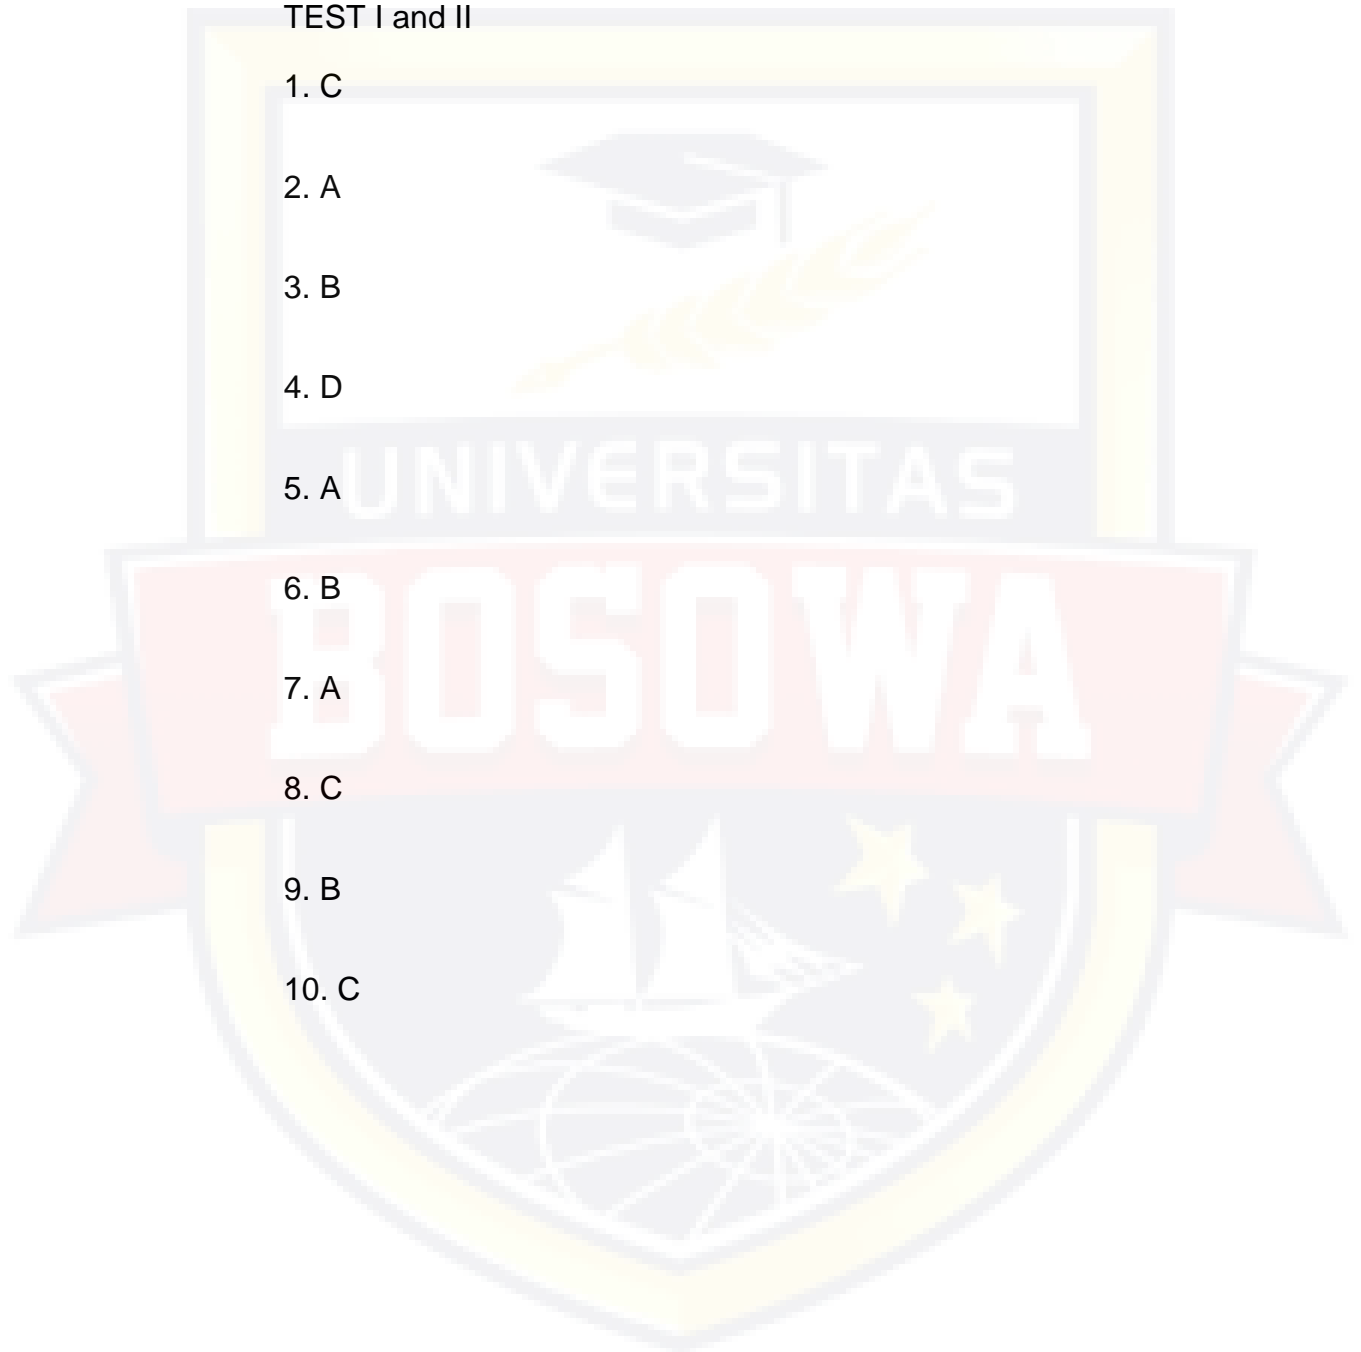 TEST I and II
1. C
2. A
3. B
4. D
5. A
UNIVERSITAS
6. B
BOSOWA
7. A
8. C
9. B
10. C